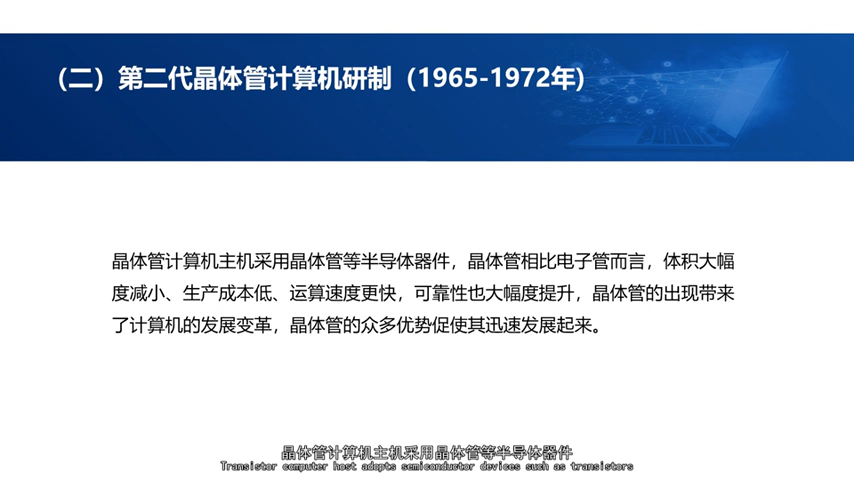 （二）第二代晶体管计算机研制（1965-1972年)
晶体管计算机主机采用晶体管等半导体器件，晶体管相比电子管而言，体积大幅
度减小、生产成本低、运算速度更快，可靠性也大幅度提升，晶体管的出现带来
了计算机的发展变革，晶体管的众多优势促使其迅速发展起来。
晶体管计算机主机采用晶体管等半导体器件
Transistor computer host adopts semiconductor devices such as transistors